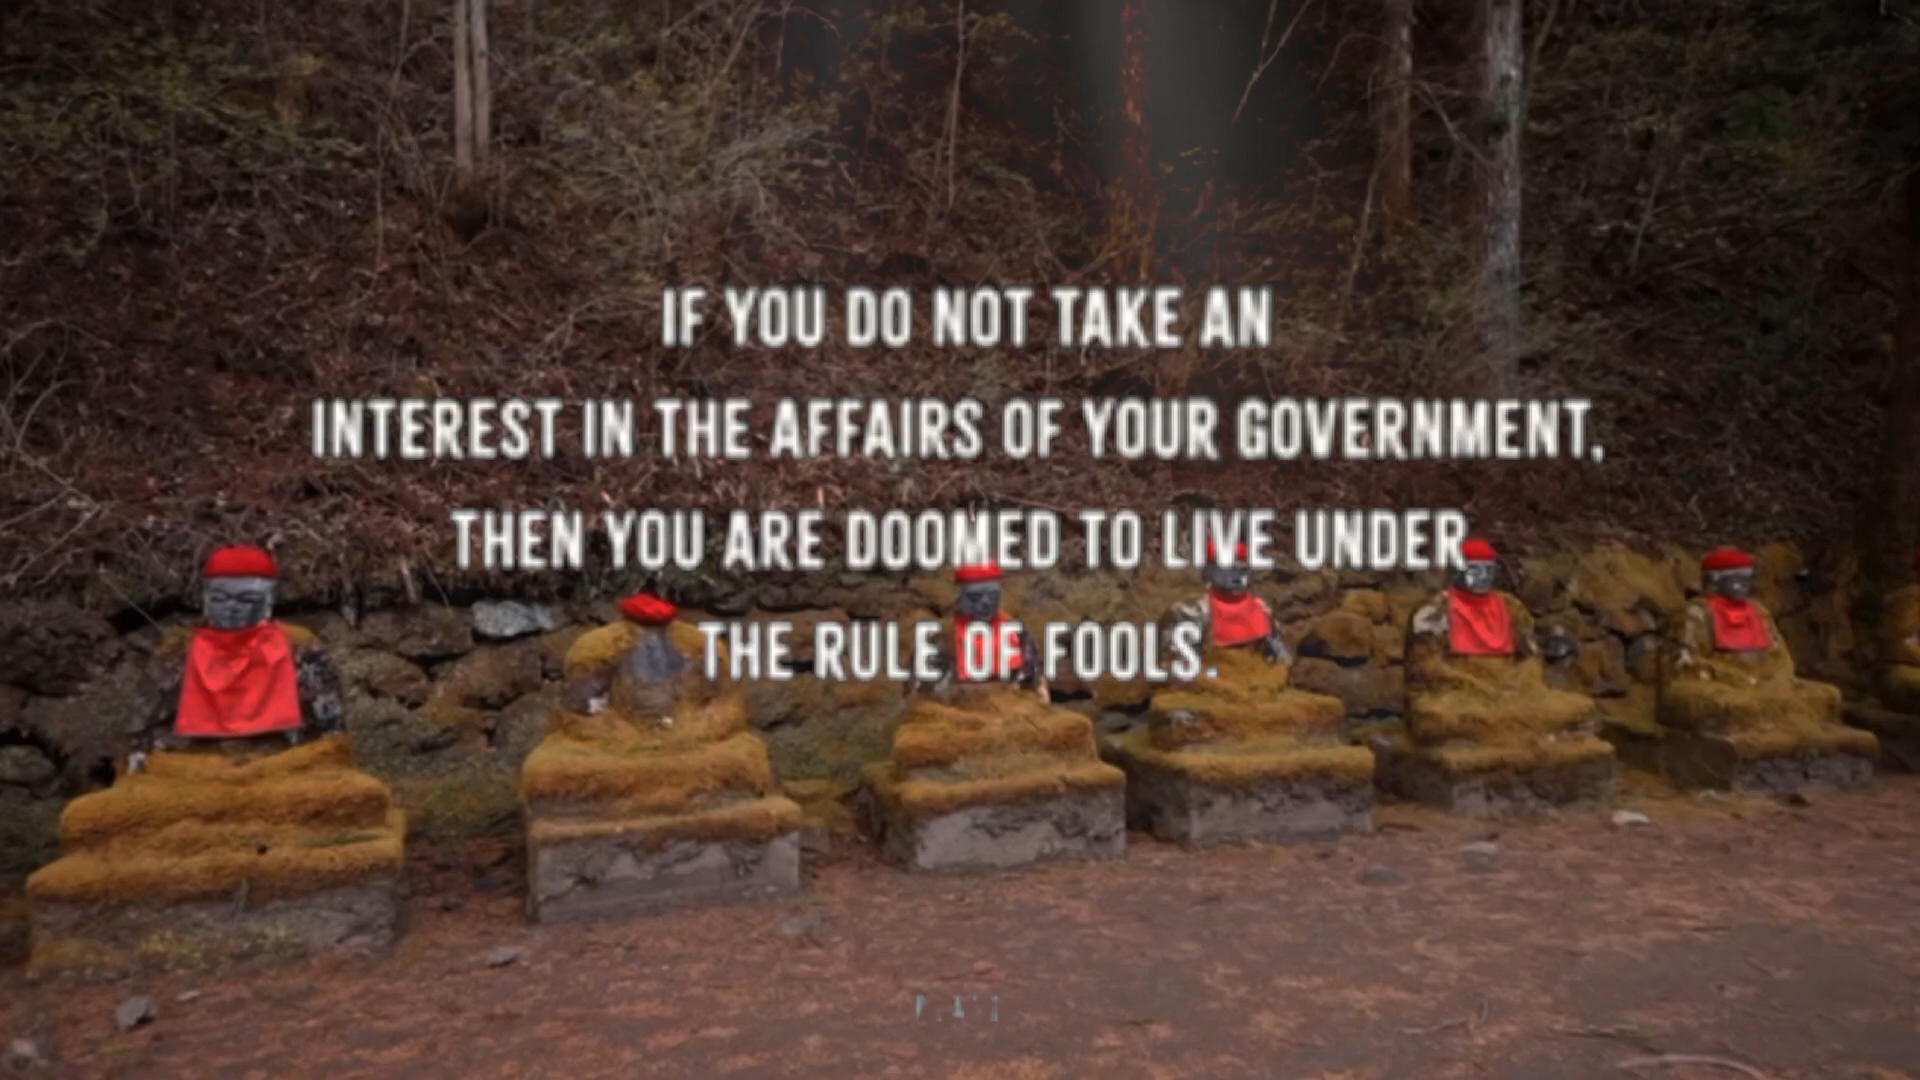 IF YOU DO NOT TAKE AN
INTEREST IN THE AFFAIRS OF YOUR GOVERNMENT,
THEN YOU ARE DOOMED TO LIVE UNDER
THE RULE OF FOOLS.